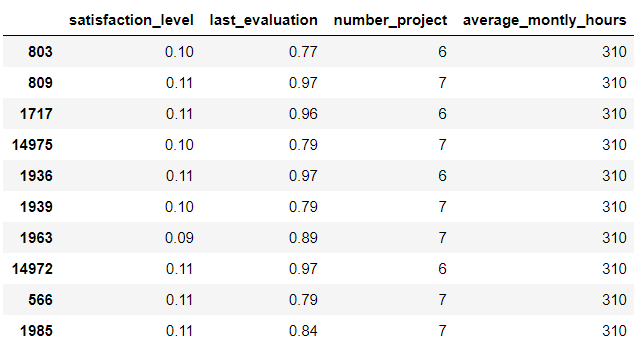 satisfaction_level last_evaluation number_project average_montly_hours
803 0.10 0.77 6 310
809 0.11 0.97 7 310
1717 0.11 0.96 6 310
14975 0.10 0.79 7 310
1936 0.11 0.97 6 310
1939 0.10 0.79 7 310
1963 0.09 0.89 7 310
14972 0.11 0.97 6 310
566 0.11 0.79 7 310
1985 0.11 0.84 7 310